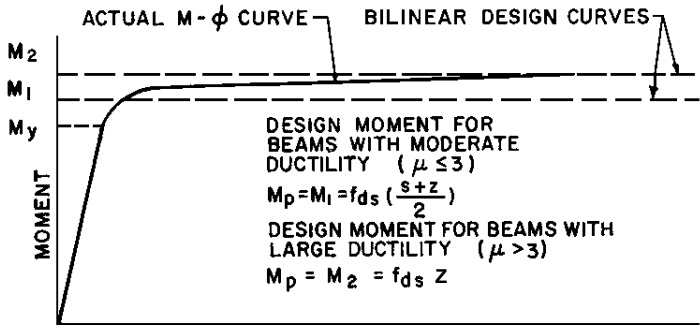 ACTUAL M-ϕ CURVE
BILINEAR DESIGN CURVES
M₂
M₁
My
MOMENT
DESIGN MOMENT FOR
BEAMS WITH MODERATE
DUCTILITY (μ ≤3)
Mp = M₁ = fds (s+z/2)
DESIGN MOMENT FOR BEAMS WITH
LARGE DUCTILITY (μ >3)
Mp = M₂ = fds Z